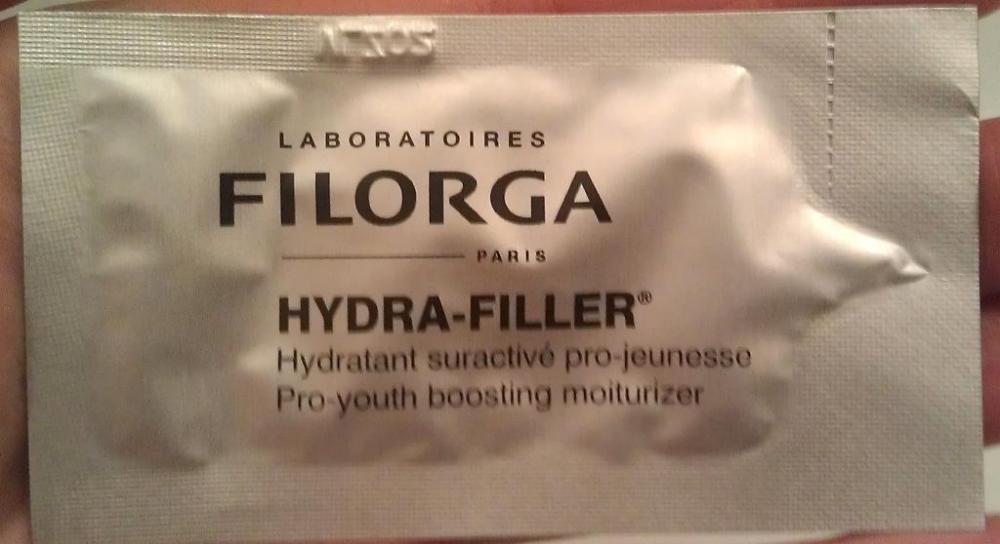 LABORATOIRES
FILORGA
PARIS
HYDRA-FILLER®
Hydratant suractivé pro-jeunesse
Pro-youth boosting moiturizer